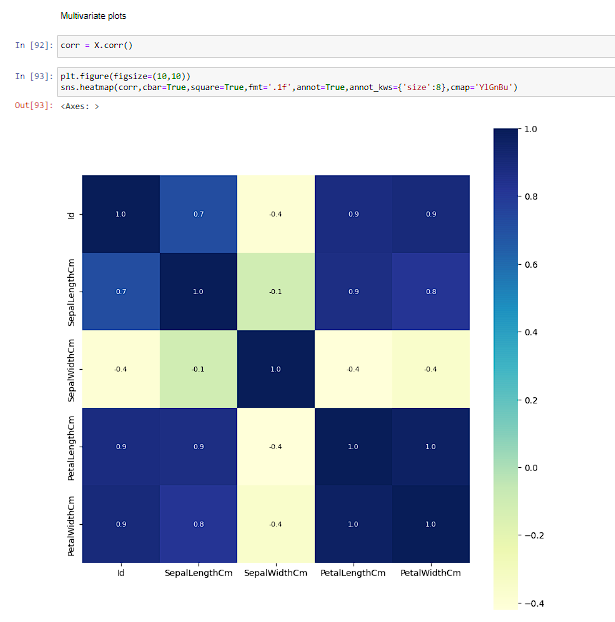 Multivariate plots
In [92]: corr = X.corr()
In [93]: plt.figure(figsize=(10,10))
sns.heatmap(corr,cbar=True,square=True,fmt='.1f',annot=True,annot_kws={'size':8},cmap='YlGnBu')
Out[93]: <Axes: >
1.0
0.8
0.6
0.4
0.2
0.0
−0.2
−0.4
Id 1.0 0.7 -0.4 0.9 0.9
SepalLengthCm 0.7 1.0 -0.1 0.9 0.8
SepalWidthCm -0.4 -0.1 1.0 -0.4 -0.4
PetalLengthCm 0.9 0.9 -0.4 1.0 1.0
PetalWidthCm 0.9 0.8 -0.4 1.0 1.0
Id SepalLengthCm SepalWidthCm PetalLengthCm PetalWidthCm